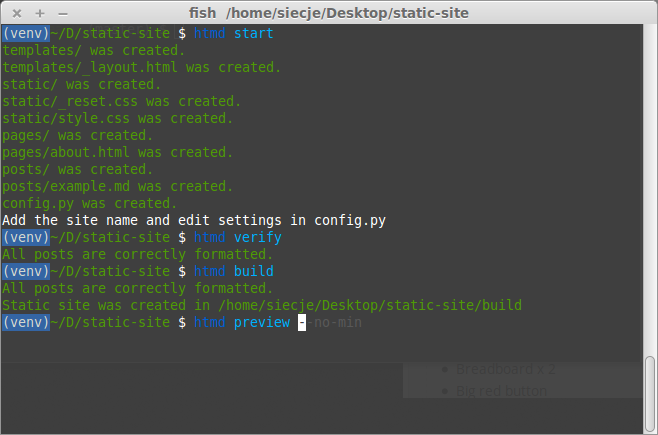 fish /home/siecje/Desktop/static-site
(venv)~/D/static-site $ htmd start
templates/ was created.
templates/_layout.html was created.
static/ was created.
static/_reset.css was created.
static/style.css was created.
pages/ was created.
pages/about.html was created.
posts/ was created.
posts/example.md was created.
config.py was created.
Add the site name and edit settings in config.py
(venv)~/D/static-site $ htmd verify
All posts are correctly formatted.
(venv)~/D/static-site $ htmd build
All posts are correctly formatted.
Static site was created in /home/siecje/Desktop/static-site/build
(venv)~/D/static-site $ htmd preview --no-min
Breadboard x 2
Big red button